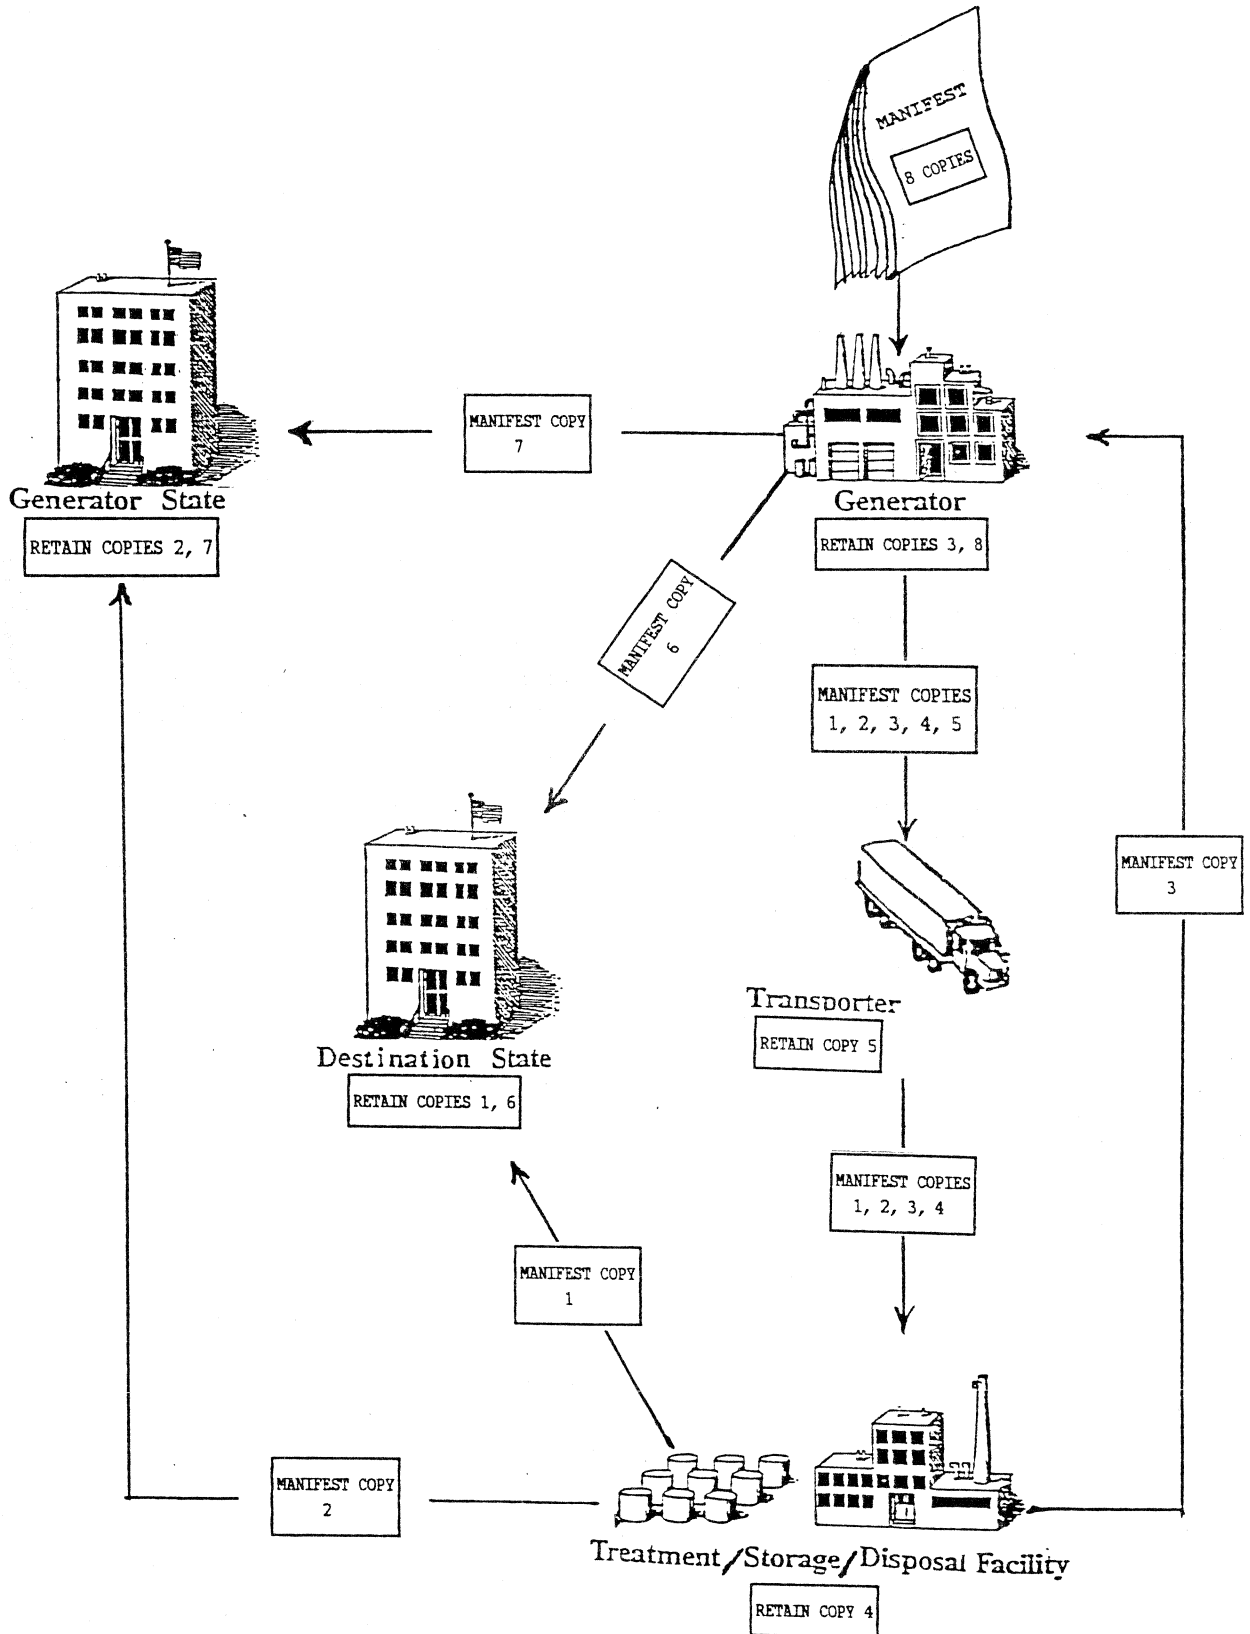 MANIFEST
8 COPIES
MANIFEST COPY
7
Generator State
RETAIN COPIES 2, 7
Generator
RETAIN COPIES 3, 8
MANIFEST COPY
6
MANIFEST COPIES
1, 2, 3, 4, 5
MANIFEST COPY
3
Transporter
RETAIN COPY 5
Destination State
RETAIN COPIES 1, 6
MANIFEST COPIES
1, 2, 3, 4
MANIFEST COPY
1
MANIFEST COPY
2
Treatment/Storage/Disposal Facility
RETAIN COPY 4